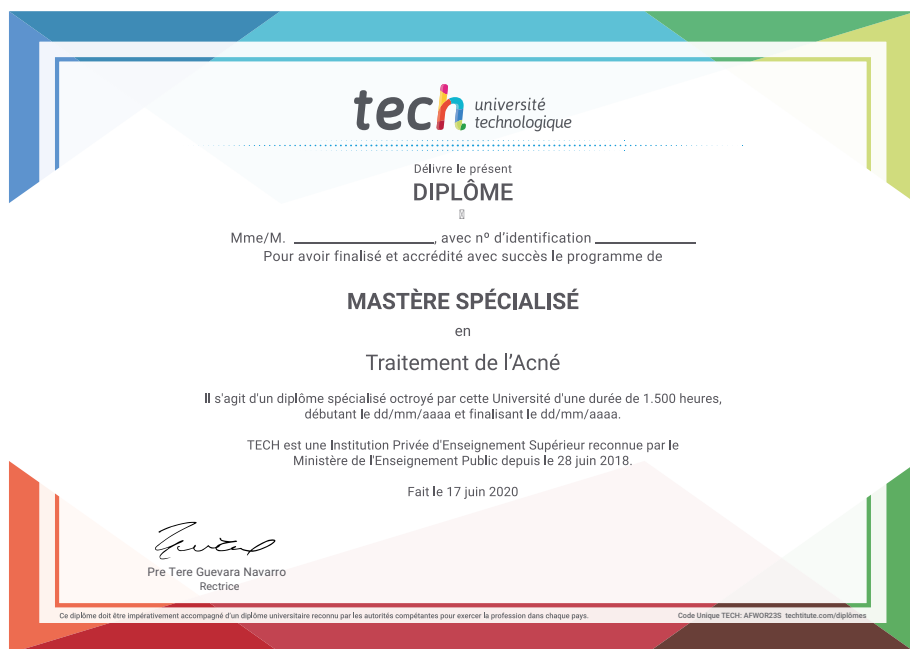 tech université
technologique
Délivre le présent
DIPLÔME
Mme/M. ____________, avec nº d'identification ____________
Pour avoir finalisé et accrédité avec succès le programme de
MASTÈRE SPÉCIALISÉ
en
Traitement de l'Acné
Il s'agit d'un diplôme spécialisé octroyé par cette Université d'une durée de 1.500 heures,
débutant le dd/mm/aaaa et finalisant le dd/mm/aaaa.
TECH est une Institution Privée d'Enseignement Supérieur reconnue par le
Ministère de l'Enseignement Public depuis le 28 juin 2018.
Fait le 17 juin 2020
Pre Tere Guevara Navarro
Rectrice
Ce diplôme doit être impérativement accompagné d'un diplôme universitaire reconnu par les autorités compétantes pour exercer la profession dans chaque pays.
Code Unique TECH: AFWOR23S techtitute.com/diplômes